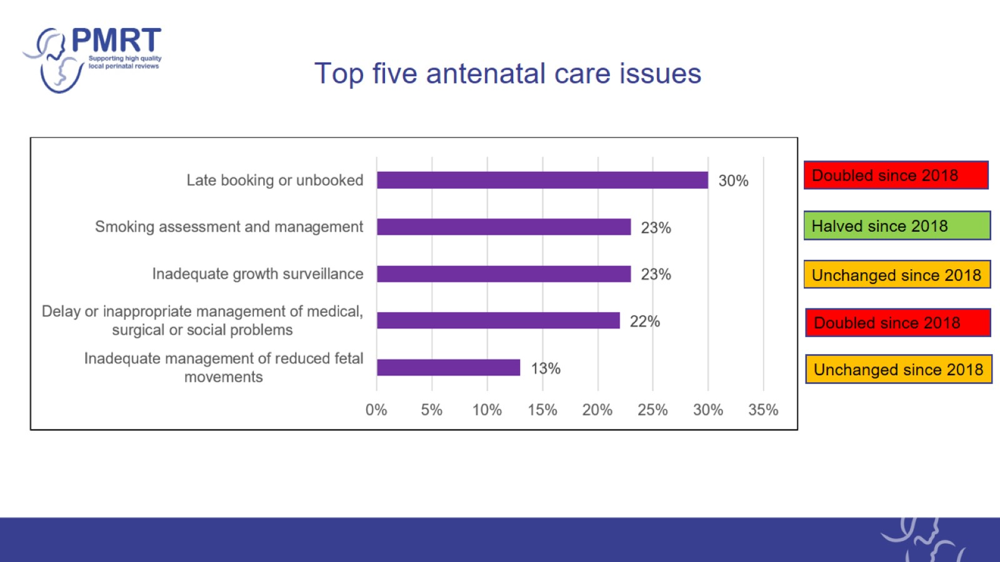 PMRT
Supporting high quality
local perinatal reviews
Top five antenatal care issues
Late booking or unbooked
30%
Doubled since 2018
Smoking assessment and management
23%
Halved since 2018
Inadequate growth surveillance
23%
Unchanged since 2018
Delay or inappropriate management of medical,
surgical or social problems
22%
Doubled since 2018
Inadequate management of reduced fetal
movements
13%
Unchanged since 2018
0% 5% 10% 15% 20% 25% 30% 35%